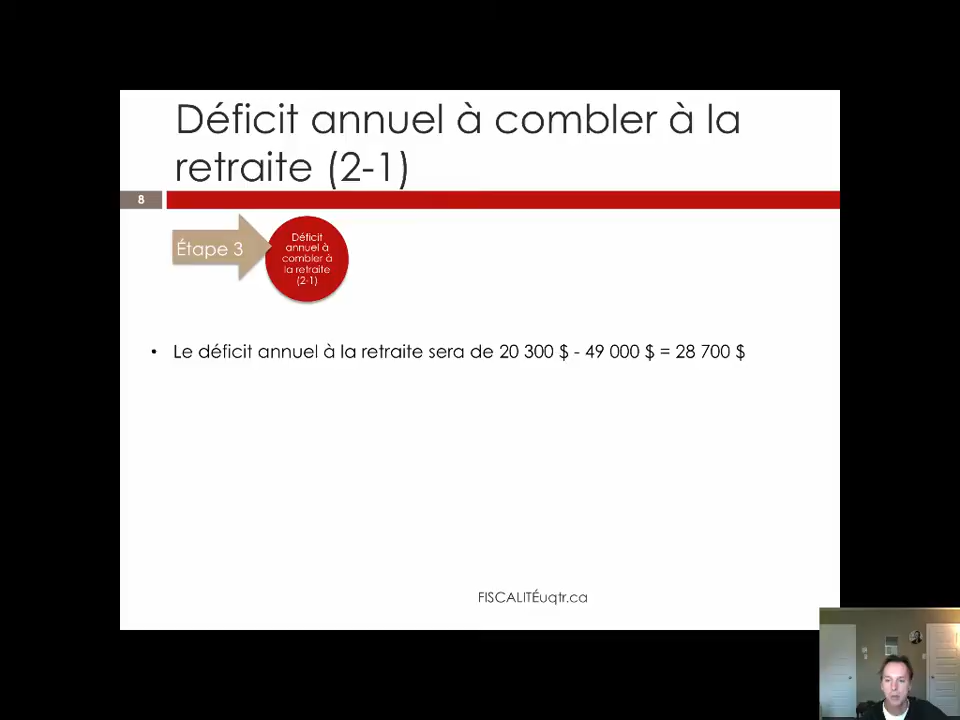 Déficit annuel à combler à la
retraite (2-1)
8
Étape 3
Déficit
annuel à
combler à
la retraite
(2-1)
• Le déficit annuel à la retraite sera de 20 300 $ - 49 000 $ = 28 700 $
FISCALITÉuqtr.ca